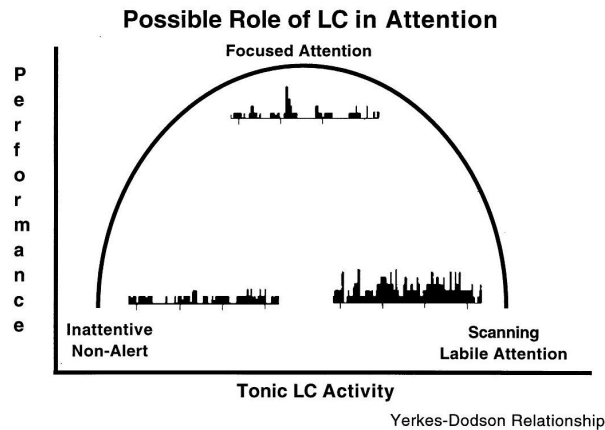 Possible Role of LC in Attention
Focused Attention
Performance
Inattentive
Non-Alert
Scanning
Labile Attention
Tonic LC Activity
Yerkes-Dodson Relationship